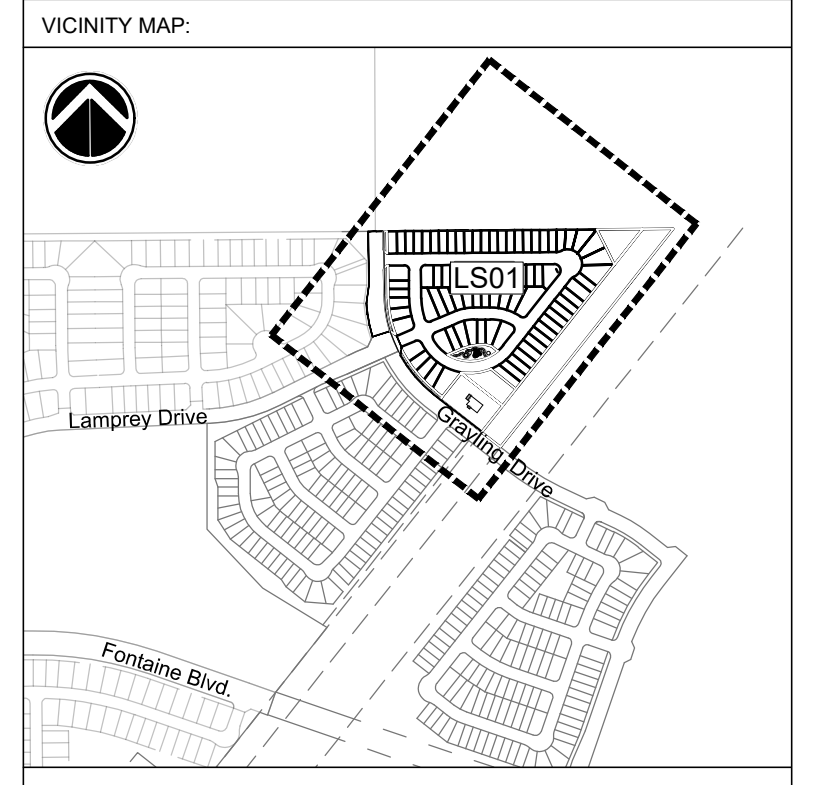 VICINITY MAP:
LS01
Lamprey Drive
Grayling Drive
Fontaine Blvd.